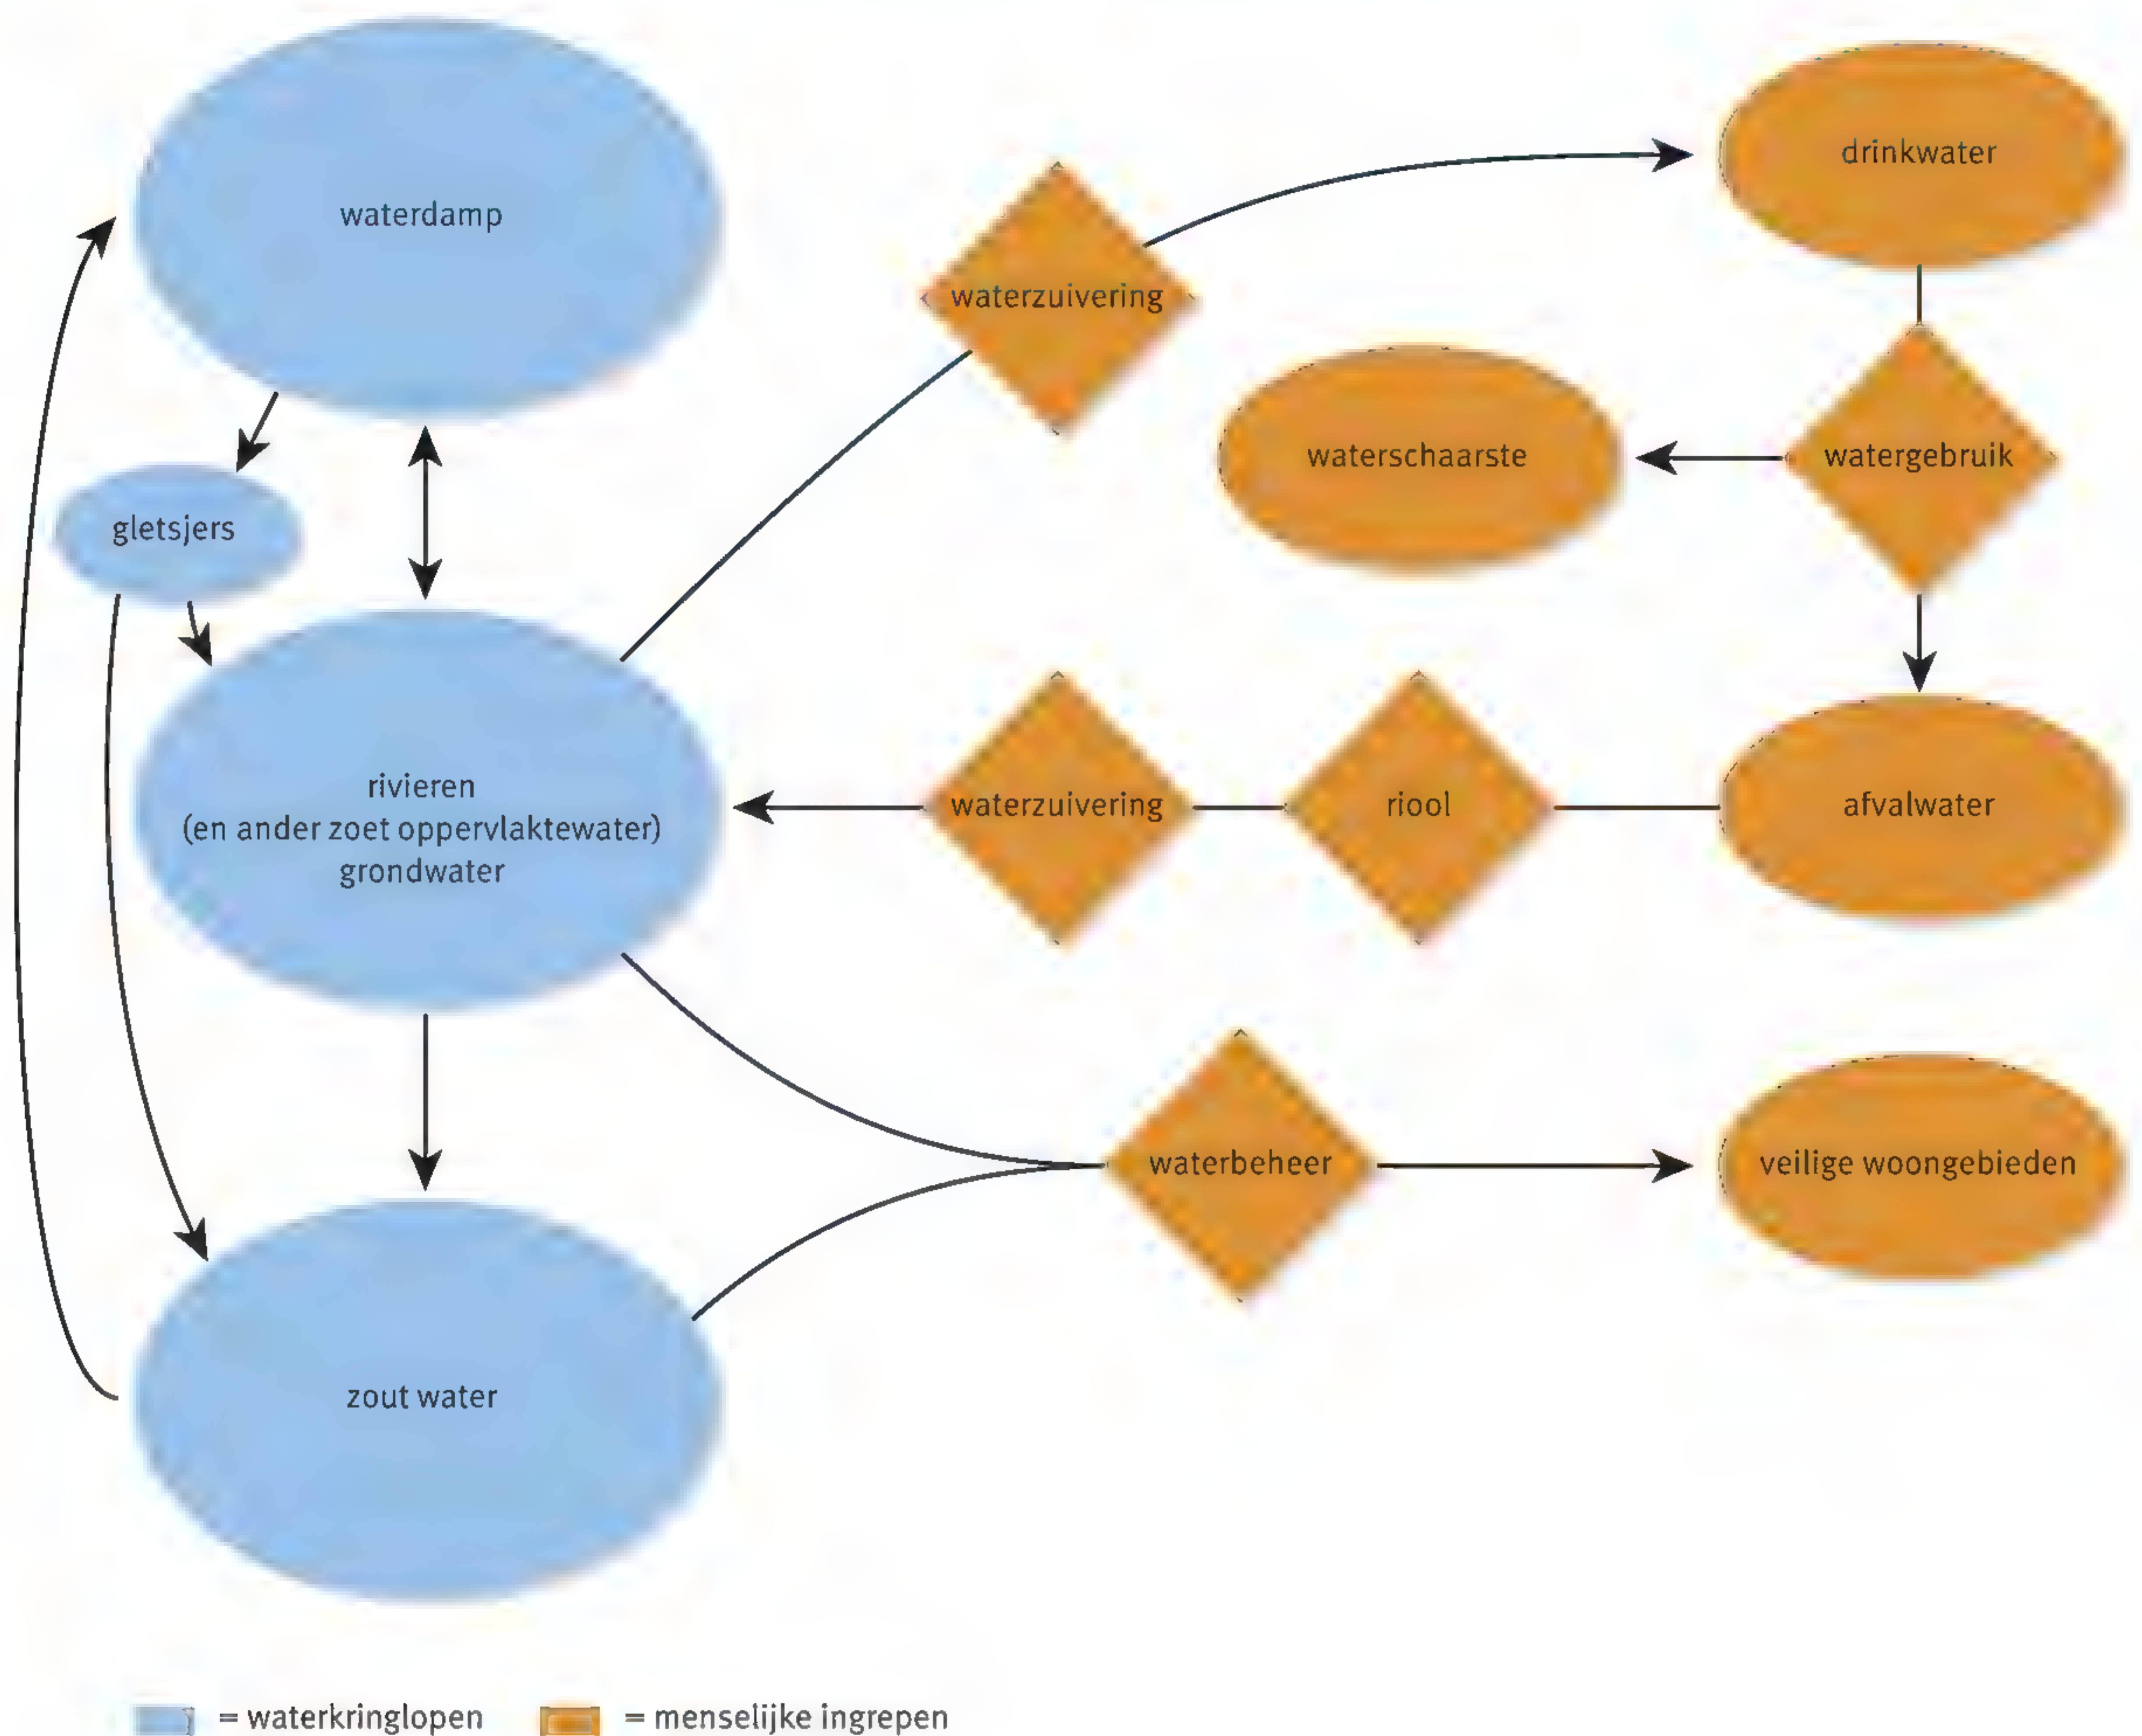 waterdamp
drinkwater
waterzuivering
waterschaarste
watergebruik
gletsjers
rivieren
(en ander zoet oppervlaktewater)
grondwater
waterzuivering
riool
afvalwater
waterbeheer
veilige woongebieden
zout water
= waterkringlopen
= menselijke ingrepen